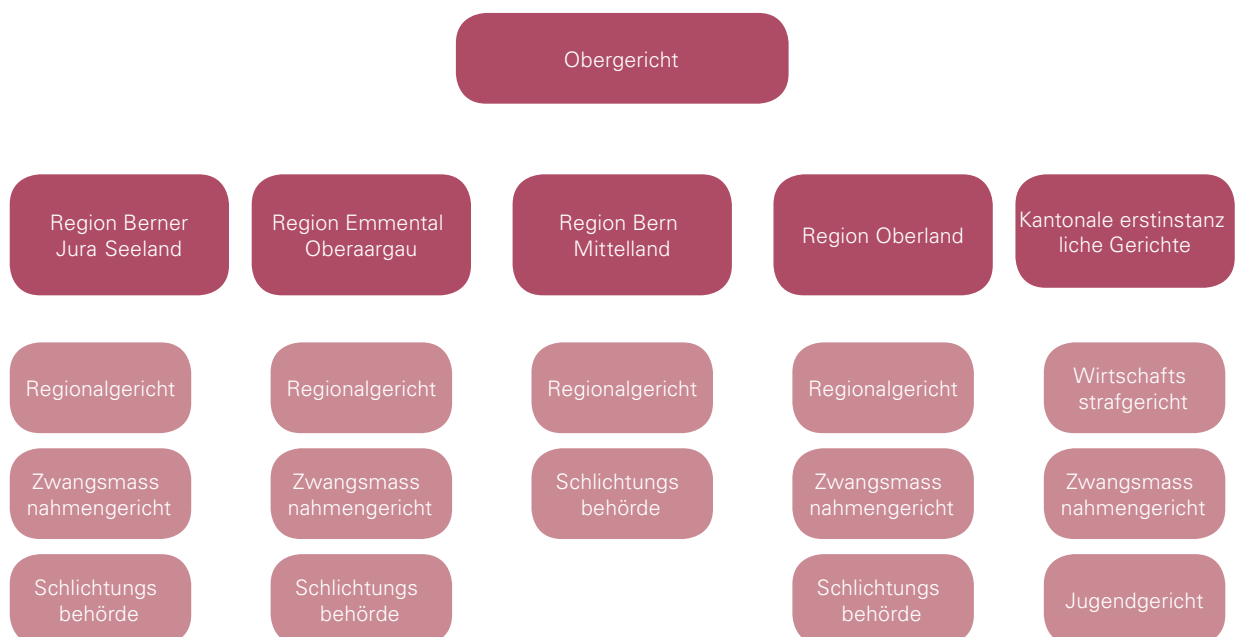 Obergericht
Region Berner
Jura Seeland
Region Emmental
Oberaargau
Region Bern
Mittelland
Region Oberland
Kantonale erstinstanz
liche Gerichte
Regionalgericht
Regionalgericht
Regionalgericht
Regionalgericht
Wirtschafts
strafgericht
Zwangsmass
nahmengericht
Zwangsmass
nahmengericht
Schlichtungs
behörde
Zwangsmass
nahmengericht
Zwangsmass
nahmengericht
Schlichtungs
behörde
Schlichtungs
behörde
Schlichtungs
behörde
Jugendgericht